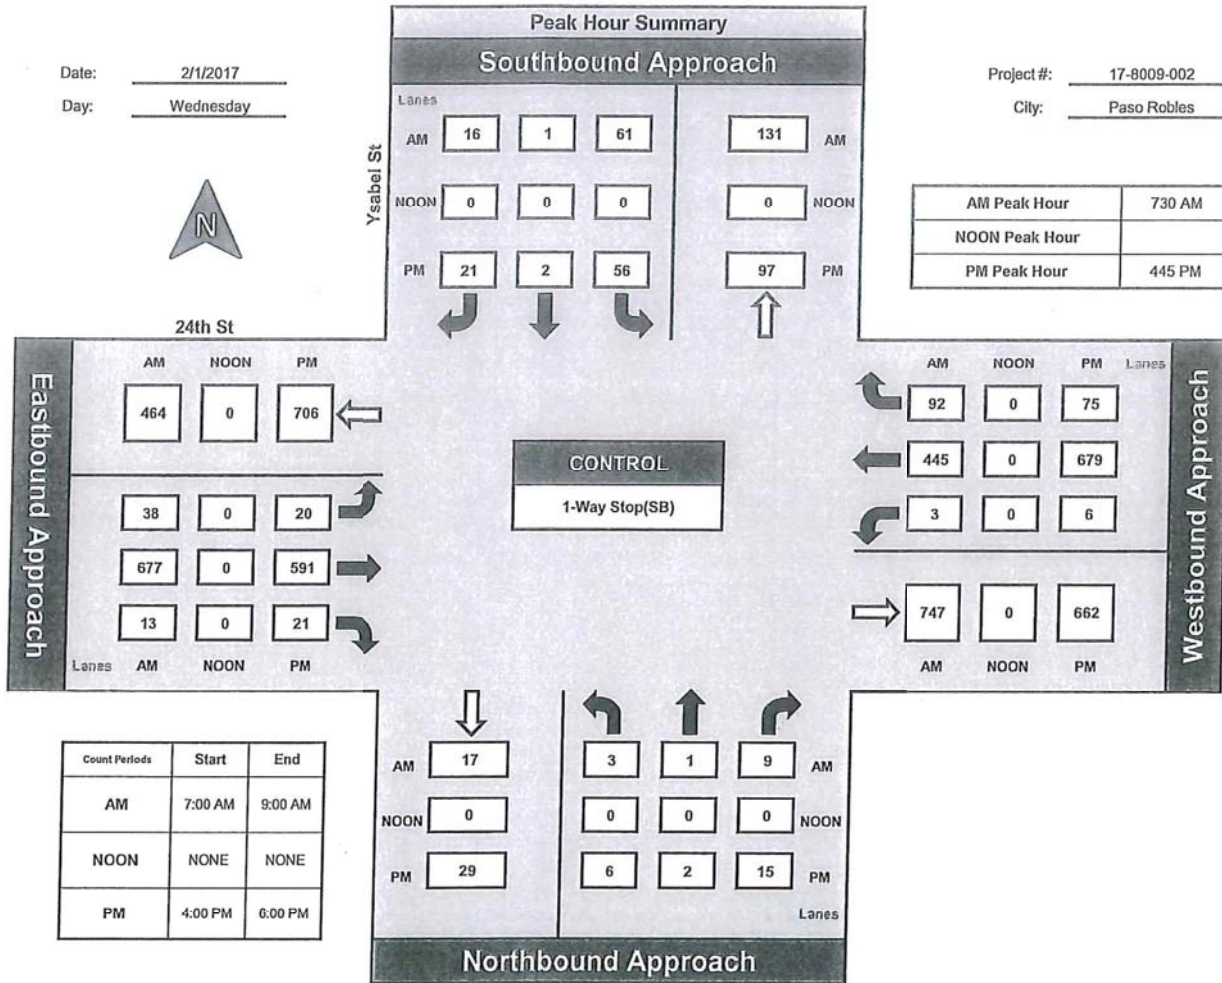 Peak Hour Summary
Southbound Approach
Date: 2/1/2017
Day: Wednesday
Project #: 17-8009-002
City: Paso Robles
N
Ysabel St
Lanes
AM 16 1 61 131 AM
NOON 0 0 0 0 NOON
PM 21 2 56 97 PM
AM Peak Hour 730 AM
NOON Peak Hour
PM Peak Hour 445 PM
24th St
Eastbound Approach
AM NOON PM
464 0 706
38 0 20
677 0 591
13 0 21
Lanes AM NOON PM
CONTROL
1-Way Stop(SB)
AM NOON PM Lanes
92 0 75
445 0 679
3 0 6
747 0 662
AM NOON PM
Westbound Approach
Count Periods Start End
AM 7:00 AM 9:00 AM
NOON NONE NONE
PM 4:00 PM 6:00 PM
AM 17 3 1 9 AM
NOON 0 0 0 0 NOON
PM 29 6 2 15 PM
Lanes
Northbound Approach